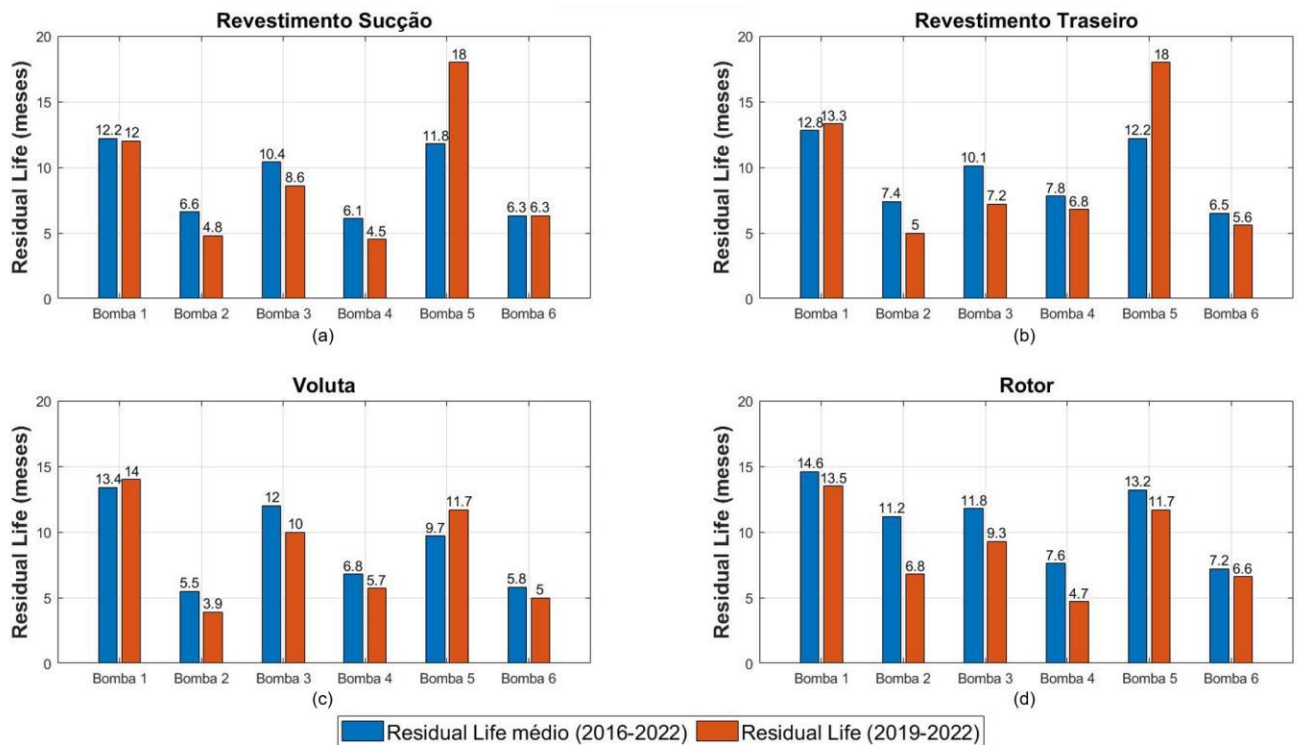 Revestimento Sucção
Residual Life (meses)
20
15
10
5
0
12.2 12
6.6 4.8
10.4 8.6
6.1 4.5
11.8 18
6.3 6.3
Bomba 1 Bomba 2 Bomba 3 Bomba 4 Bomba 5 Bomba 6
(a)
Revestimento Traseiro
Residual Life (meses)
20
15
10
5
0
12.8 13.3
7.4 5
10.1 7.2
7.8 6.8
12.2 18
6.5 5.6
Bomba 1 Bomba 2 Bomba 3 Bomba 4 Bomba 5 Bomba 6
(b)
Voluta
Residual Life (meses)
20
15
10
5
0
13.4 14
5.5 3.9
12 10
6.8 5.7
9.7 11.7
5.8 5
Bomba 1 Bomba 2 Bomba 3 Bomba 4 Bomba 5 Bomba 6
(c)
Rotor
Residual Life (meses)
20
15
10
5
0
14.6 13.5
11.2 6.8
11.8 9.3
7.6 4.7
13.2 11.7
7.2 6.6
Bomba 1 Bomba 2 Bomba 3 Bomba 4 Bomba 5 Bomba 6
(d)
Residual Life médio (2016-2022) Residual Life (2019-2022)